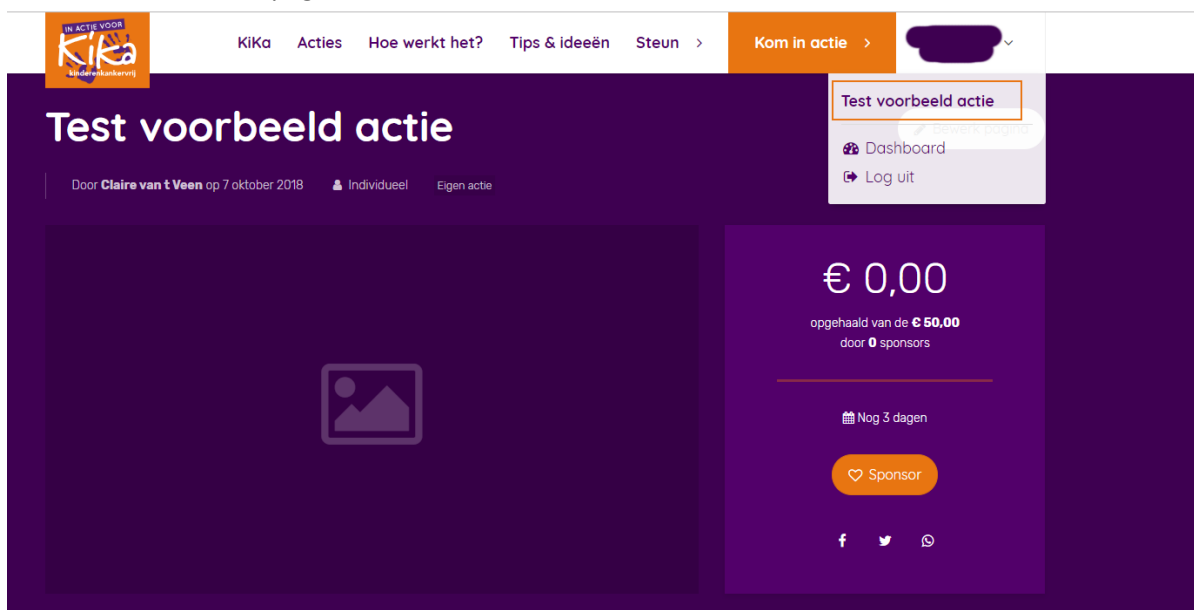 IN ACTIE VOOR
KiKa
kinderenkankervrij
KiKa Acties Hoe werkt het? Tips & ideeën Steun > Kom in actie >
Test voorbeeld actie
Bewerk pagina
Dashboard
Log uit
Test voorbeeld actie
Door Claire van t Veen op 7 oktober 2018 Individueel Eigen actie
€ 0,00
opgehaald van de € 50,00
door 0 sponsors
Nog 3 dagen
Sponsor